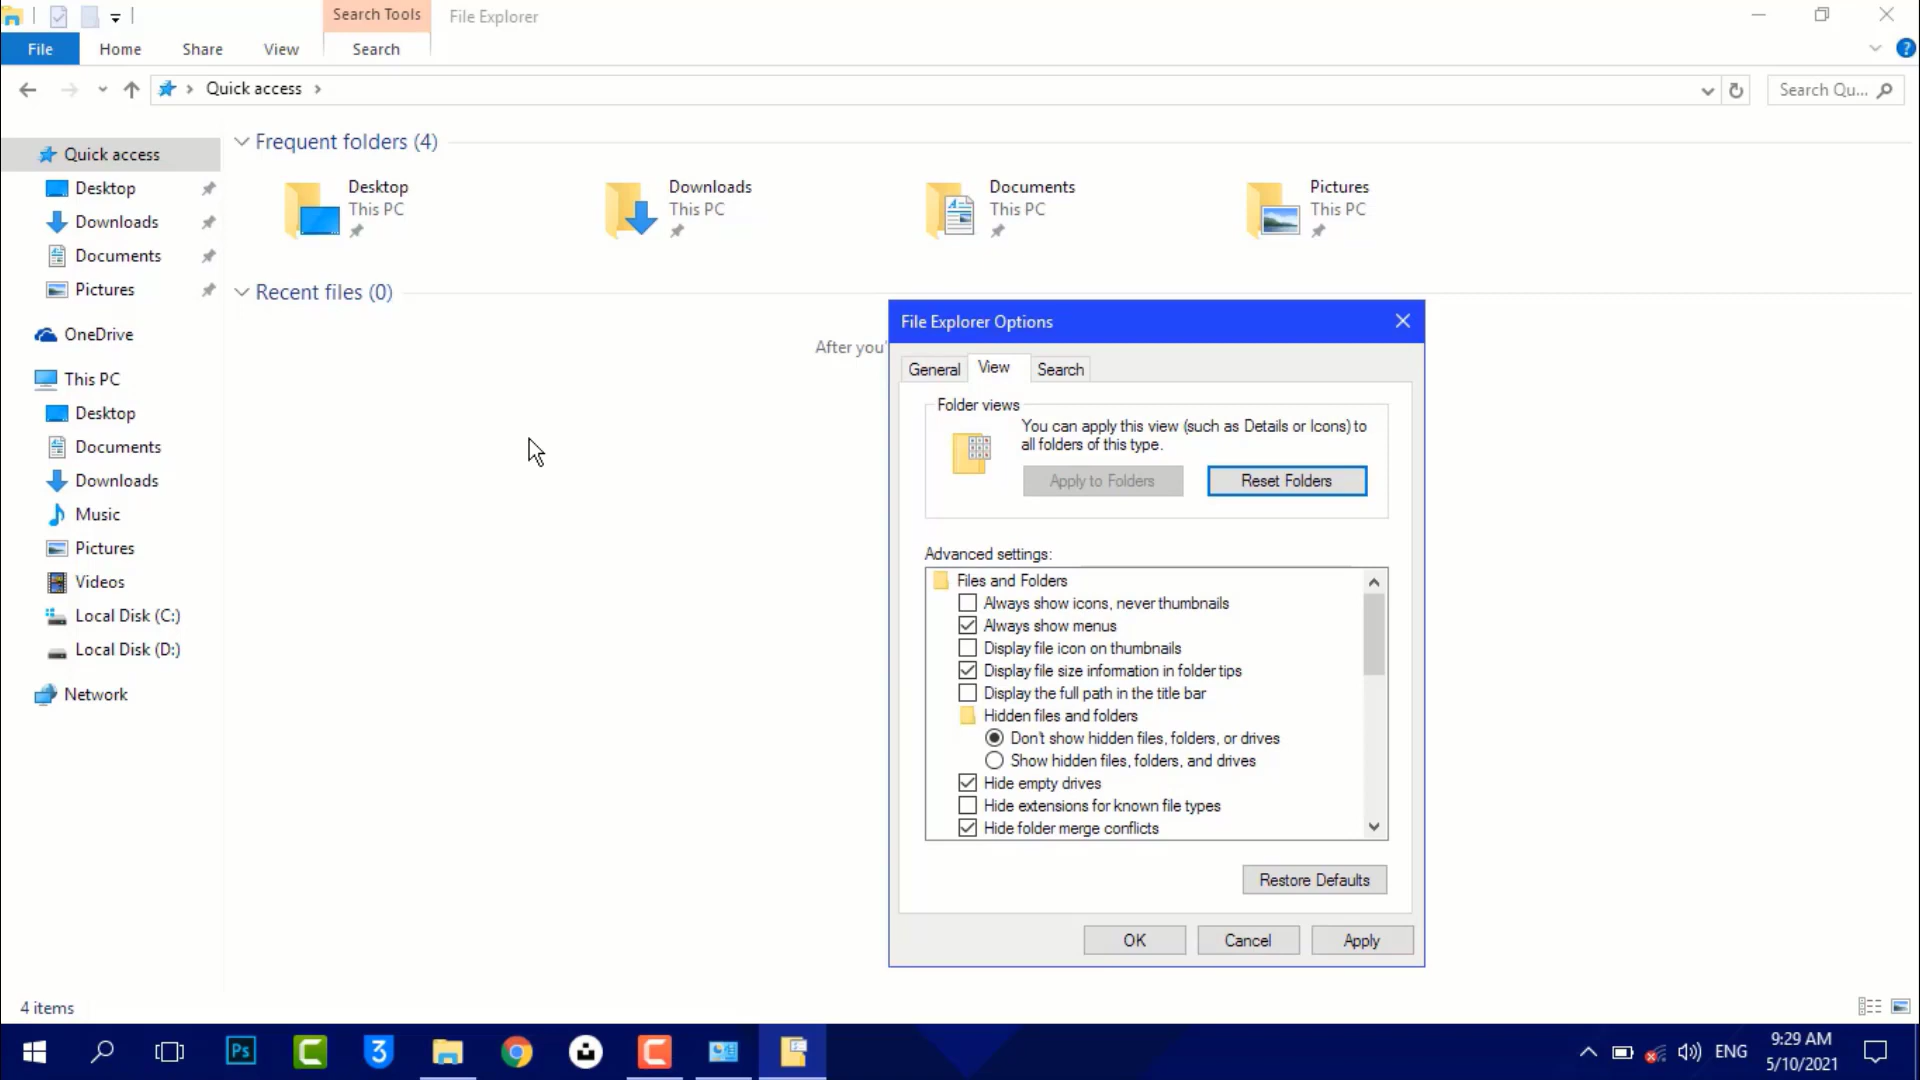 Search Tools
File Explorer
File
Home
Share
View
Search
Quick access
Search Qu...
Quick access
Desktop
Downloads
Documents
Pictures
OneDrive
This PC
Desktop
Documents
Downloads
Music
Pictures
Videos
Local Disk (C:)
Local Disk (D:)
Network
Frequent folders (4)
Desktop
This PC
Downloads
This PC
Documents
This PC
Pictures
This PC
Recent files (0)
After you'
File Explorer Options
General
View
Search
Folder views
You can apply this view (such as Details or Icons) to
all folders of this type.
Apply to Folders
Reset Folders
Advanced settings:
Files and Folders
Always show icons, never thumbnails
Always show menus
Display file icon on thumbnails
Display file size information in folder tips
Display the full path in the title bar
Hidden files and folders
Don't show hidden files, folders, or drives
Show hidden files, folders, and drives
Hide empty drives
Hide extensions for known file types
Hide folder merge conflicts
Restore Defaults
OK
Cancel
Apply
4 items
Ps
3
ENG
9:29 AM
5/10/2021